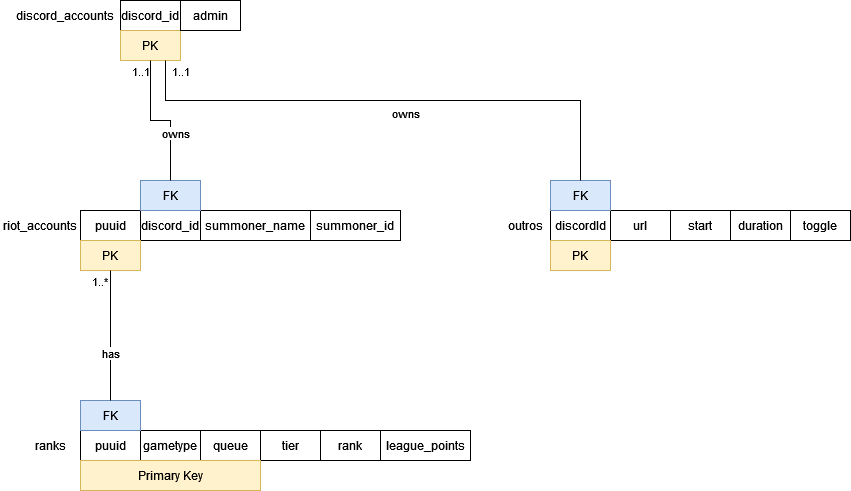 discord_accounts discord_id admin
PK
1..1 1..1
owns
owns
FK FK
riot_accounts puuid discord_id summoner_name summoner_id outros discordId url start duration toggle
PK PK
1..*
has
FK
ranks puuid gametype queue tier rank league_points
Primary Key